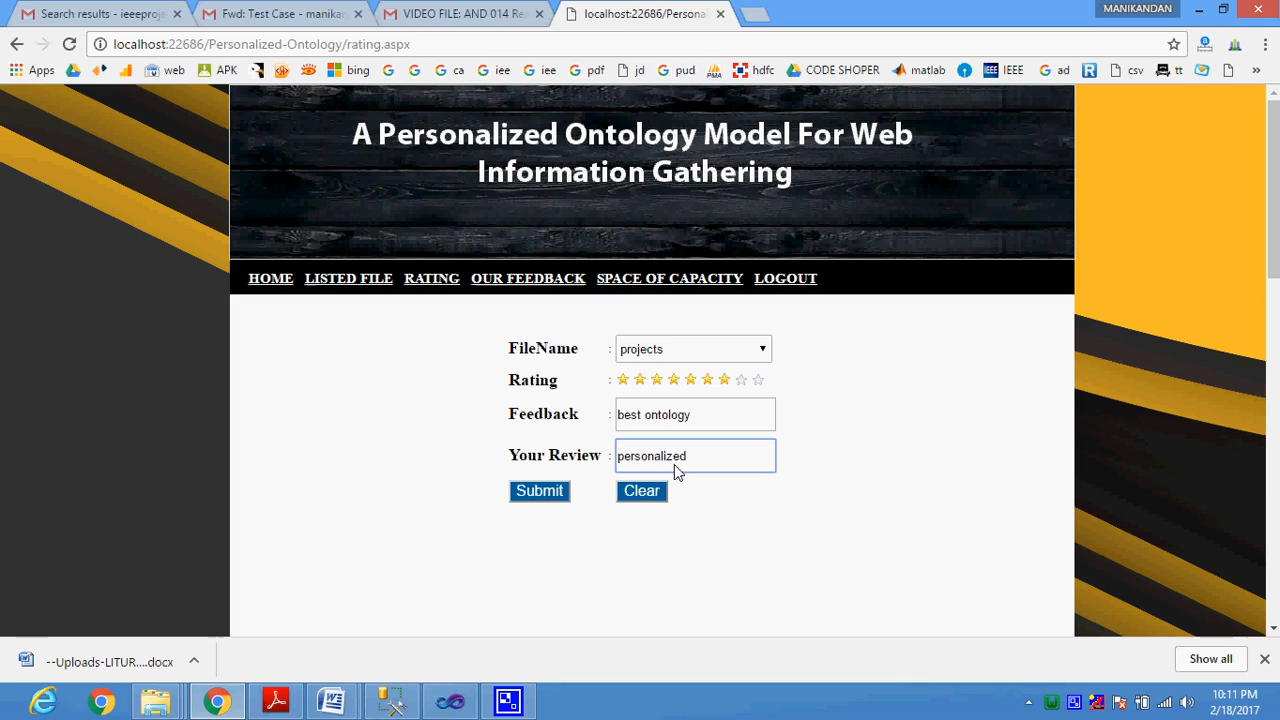 Search results - ieeeproje
Fwd: Test Case - manikan
VIDEO FILE: AND 014 Re
localhost:22686/Persona
MANIKANDAN
localhost:22686/Personalized-Ontology/rating.aspx
Apps web APK bing ca iee iee pdf jd pud hdfc CODE SHOPER matlab IEEE ad csv tt
A Personalized Ontology Model For Web
Information Gathering
HOME LISTED FILE RATING OUR FEEDBACK SPACE OF CAPACITY LOGOUT
FileName : projects
Rating :
Feedback : best ontology
Your Review : personalized
Submit Clear
--Uploads-LITUR....docx
Show all
10:11 PM
2/18/2017